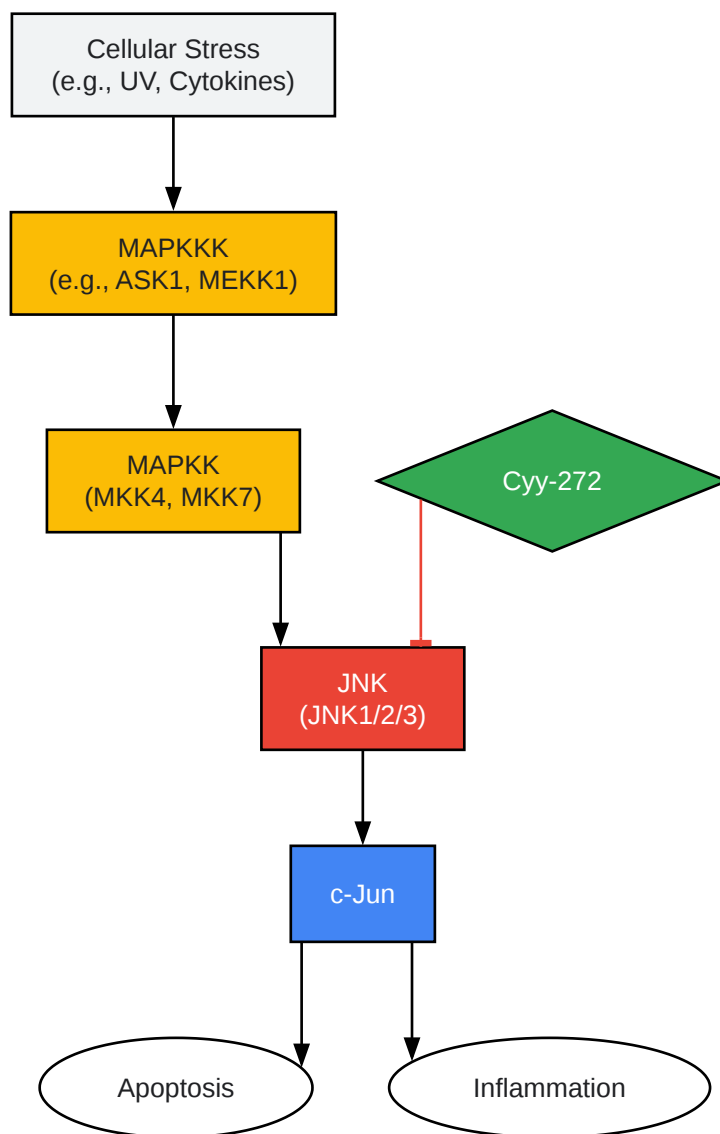 Cellular Stress
(e.g., UV, Cytokines)
MAPKKK
(e.g., ASK1, MEKK1)
MAPKK
(MKK4, MKK7)
Cyy-272
JNK
(JNK1/2/3)
c-Jun
Apoptosis
Inflammation